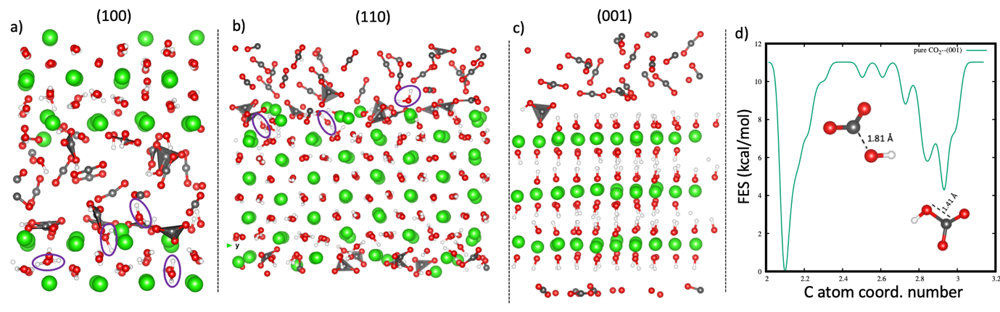 (100)
(110)
(001)
a)
b)
c)
d)
y
12
10
8
6
4
2
0
FES (kcal/mol)
pure CO₂--(001)
1.81 Å
1.41 Å
2
2.2
2.4
2.6
2.8
3
3.2
C atom coord. number